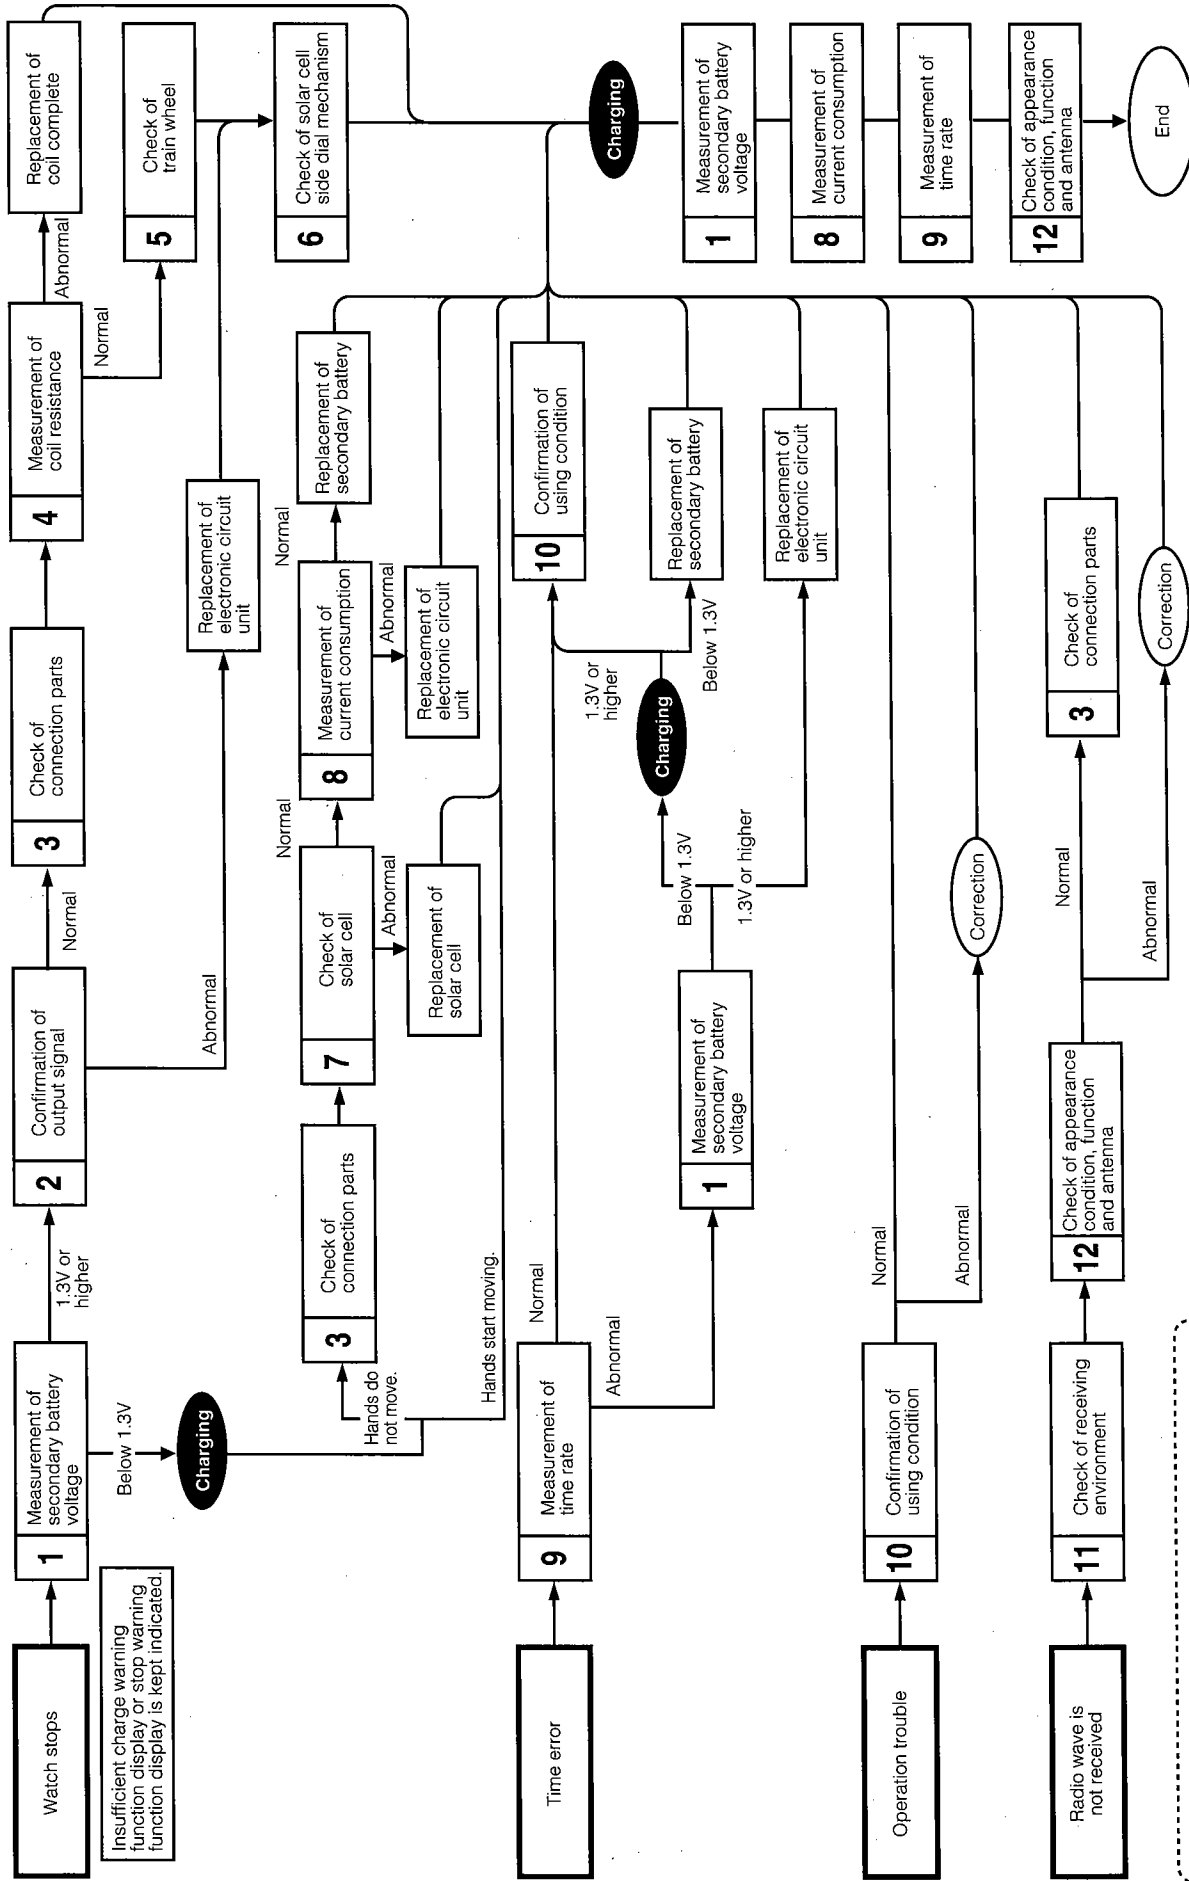 Watch stops
Insufficient charge warning
function display or stop warning
function display is kept indicated.
1
Measurement of
secondary battery
voltage
1.3V or
higher
Below 1.3V
Charging
2
Confirmation of
output signal
Normal
Abnormal
3
Check of
connection parts
4
Measurement of
coil resistance
Abnormal
Normal
Replacement of
coil complete
5
Check of
train wheel
Replacement of
electronic circuit
unit
6
Check of solar cell
side dial mechanism
Hands do
not move.
Hands start moving.
3
Check of
connection parts
7
Check of
solar cell
Normal
Abnormal
Replacement of
solar cell
8
Measurement of
current consumption
Normal
Abnormal
Replacement of
secondary battery
Replacement of
electronic circuit
unit
Time error
9
Measurement of
time rate
Normal
Abnormal
1
Measurement of
secondary battery
voltage
Below 1.3V
1.3V or higher
Charging
1.3V or
higher
Below 1.3V
10
Confirmation of
using condition
Replacement of
secondary battery
Replacement of
electronic circuit
unit
Operation trouble
10
Confirmation of
using condition
Normal
Abnormal
Correction
Radio wave is
not received
11
Check of receiving
environment
12
Check of appearance
condition, function
and antenna
Normal
Abnormal
3
Check of
connection parts
Correction
Charging
1
Measurement of
secondary battery
voltage
8
Measurement of
current consumption
9
Measurement of
time rate
12
Check of appearance
condition, function
and antenna
End